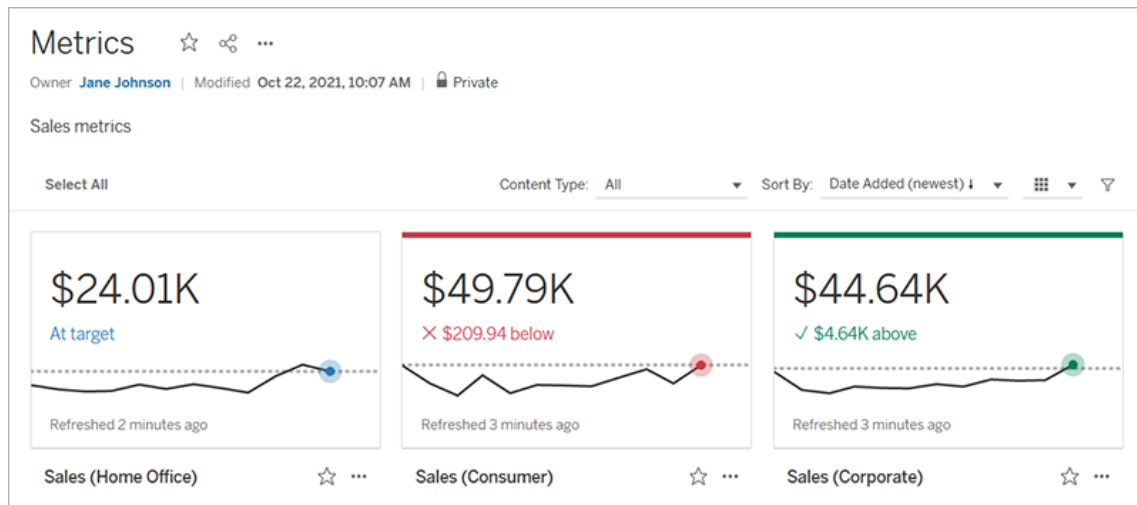 Metrics
Owner Jane Johnson | Modified Oct 22, 2021, 10:07 AM | Private
Sales metrics
Select All Content Type: All Sort By: Date Added (newest) ↓
$24.01K $49.79K $44.64K
At target × $209.94 below ✓ $4.64K above
Refreshed 2 minutes ago Refreshed 3 minutes ago Refreshed 3 minutes ago
Sales (Home Office) Sales (Consumer) Sales (Corporate)